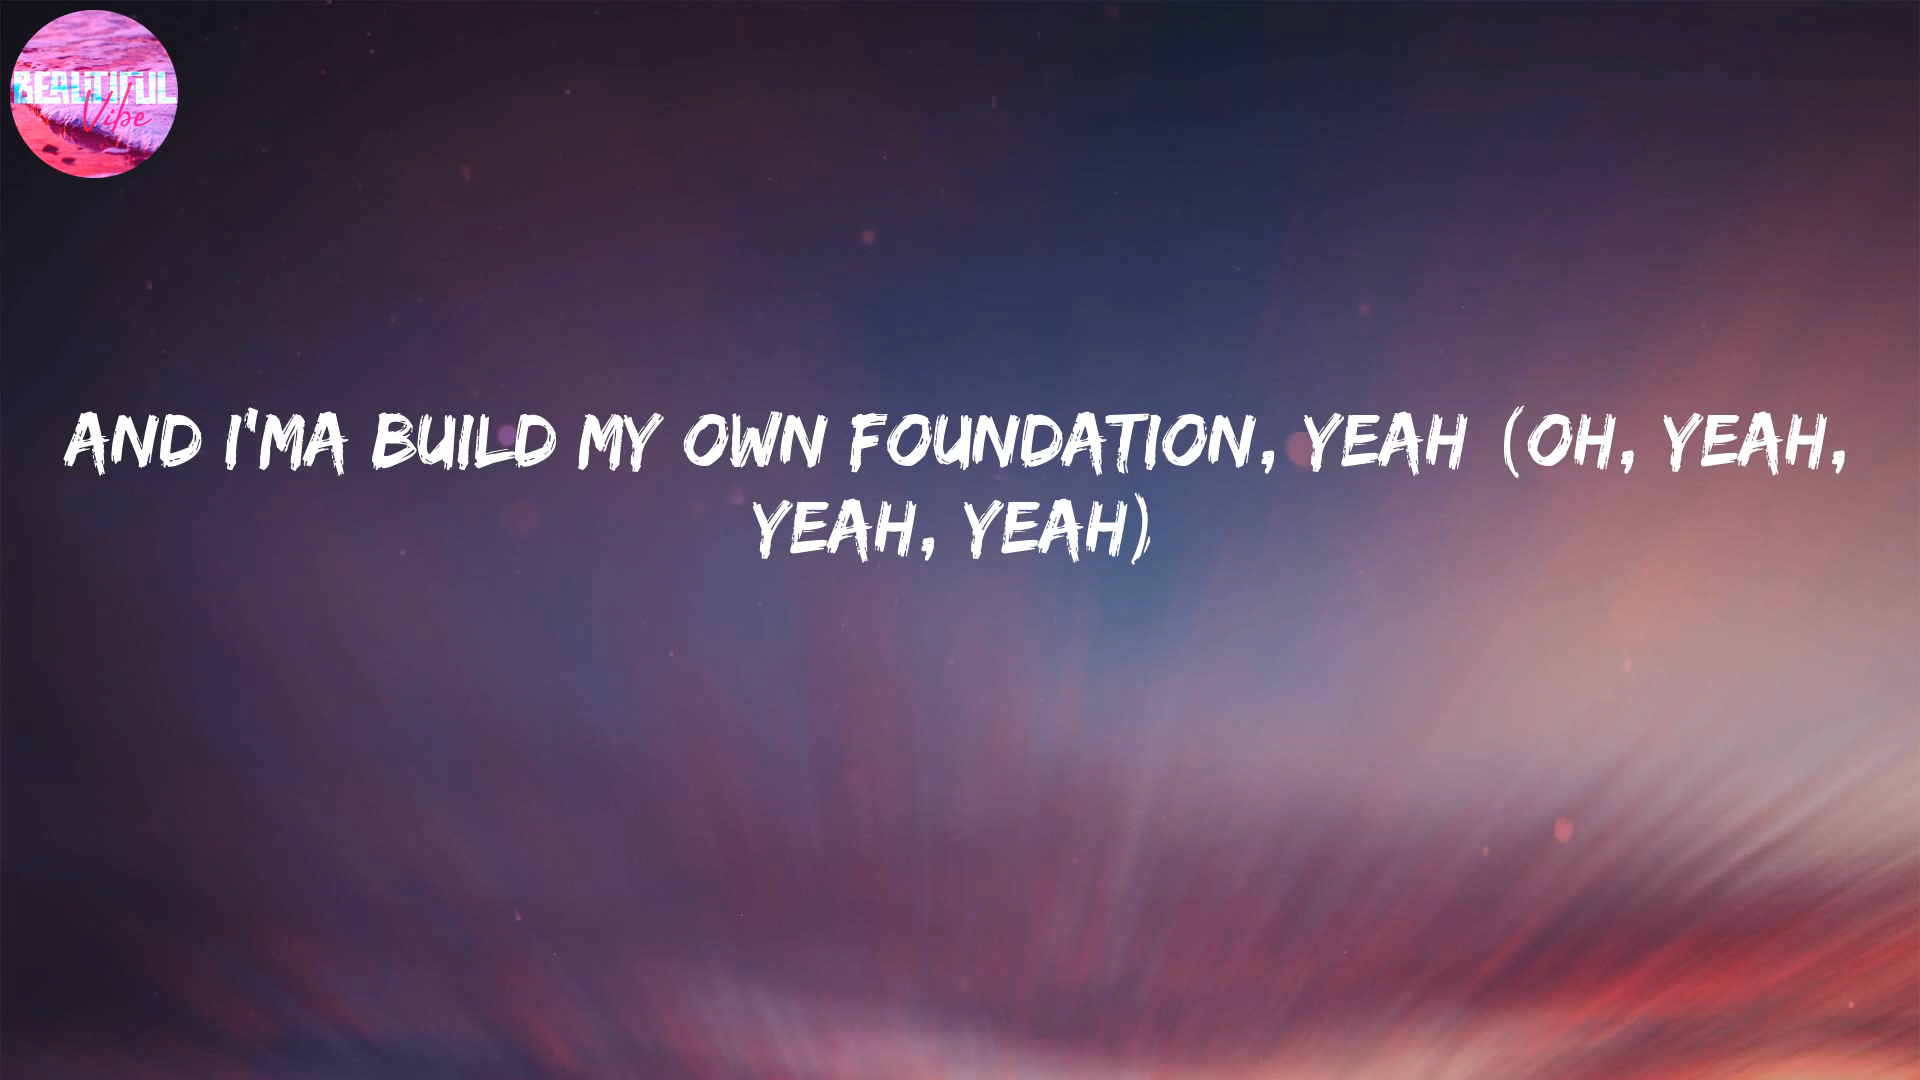 BEAUTIFUL
Vibe
AND I'MA BUILD MY OWN FOUNDATION, YEAH (OH, YEAH,
YEAH, YEAH)